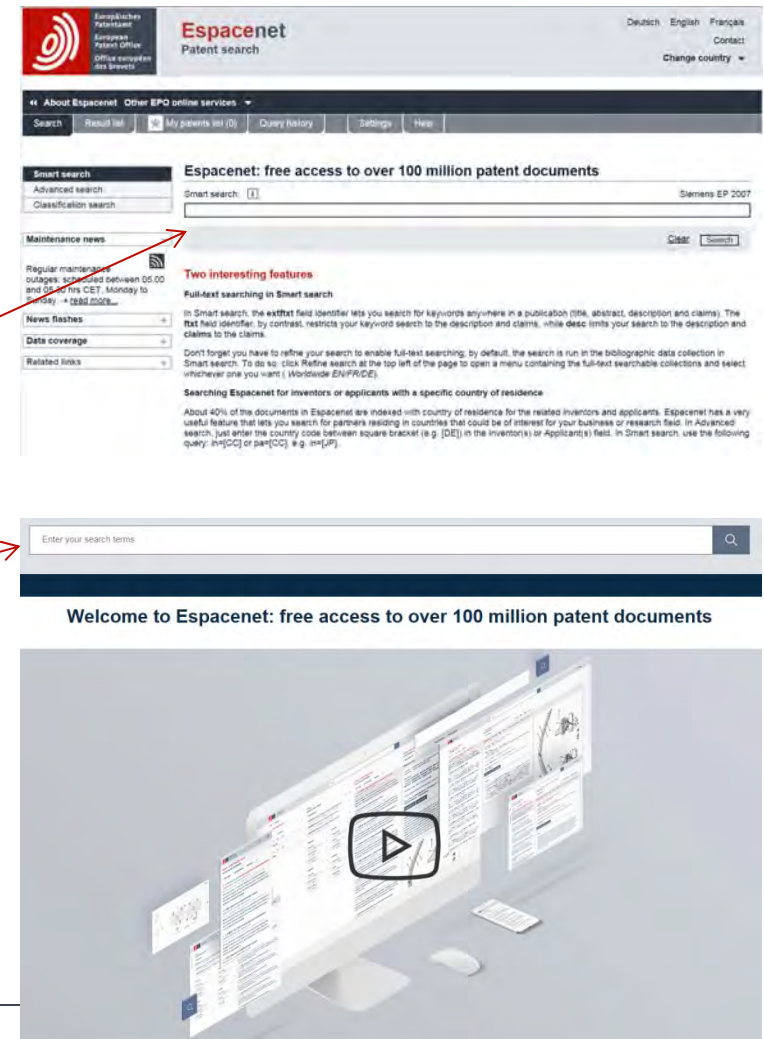 Europäisches
Patentamt
European
Patent Office
Office européen
des brevets
Espacenet
Patent search
Deutsch English Français
Contact
Change country
About Espacenet Other EPO online services
Search Result list My patents list (0) Query history Settings Help
Smart search
Advanced search
Classification search
Maintenance news
Regular maintenance
outages: scheduled between 05.00
and 05.30 hrs CET, Monday to
Sunday. → read more...
News flashes +
Data coverage +
Related links +
Espacenet: free access to over 100 million patent documents
Smart search: i Siemens EP 2007
Clear Search
Two interesting features
Full-text searching in Smart search
In Smart search, the extftxt field identifier lets you search for keywords anywhere in a publication (title, abstract, description and claims). The
ftxt field identifier, by contrast, restricts your keyword search to the description and claims, while desc limits your search to the description and
claims to the claims.
Don't forget you have to refine your search to enable full-text searching; by default, the search is run in the bibliographic data collection in
Smart search. To do so, click Refine search at the top left of the page to open a menu containing the full-text searchable collections and select
whichever one you want ( Worldwide EN/FR/DE).
Searching Espacenet for inventors or applicants with a specific country of residence
About 40% of the documents in Espacenet are indexed with country of residence for the related inventors and applicants. Espacenet has a very
useful feature that lets you search for partners residing in countries that could be of interest for your business or research field. In Advanced
search, just enter the country code between square bracket (e.g. [DE]) in the Inventor(s) or Applicant(s) field. In Smart search, use the following
query: in=[CC] or pa=[CC], e.g. in=[JP].
Enter your search terms
Welcome to Espacenet: free access to over 100 million patent documents